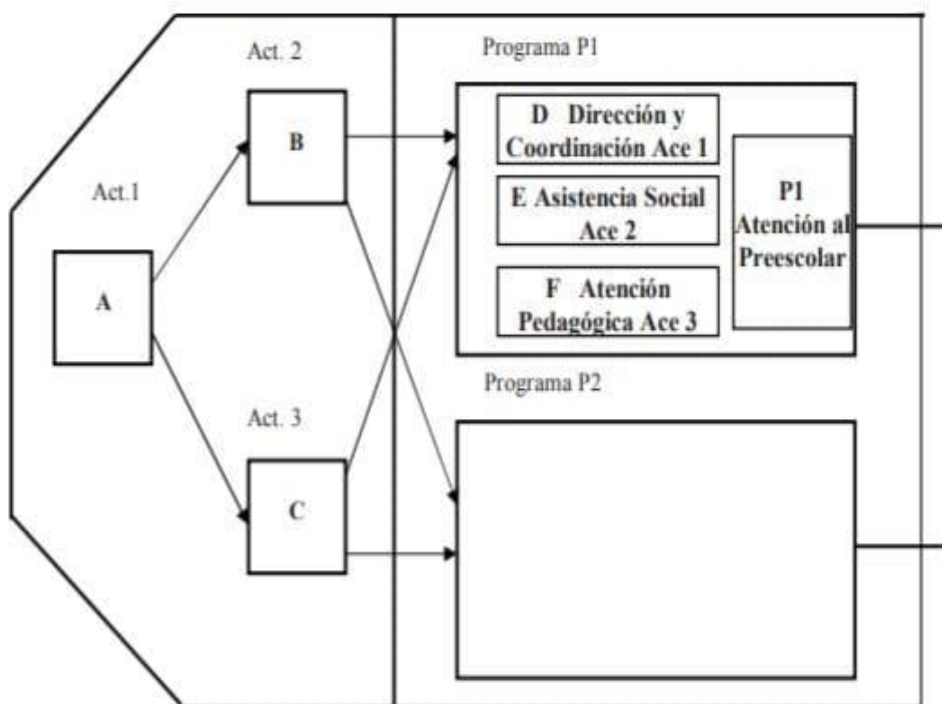 Act. 2
Programa P1
B
D Dirección y
Coordinación Ace 1
E Asistencia Social
Ace 2
F Atención
Pedagógica Ace 3
P1
Atención al
Preescolar
Act.1
A
Act. 3
C
Programa P2